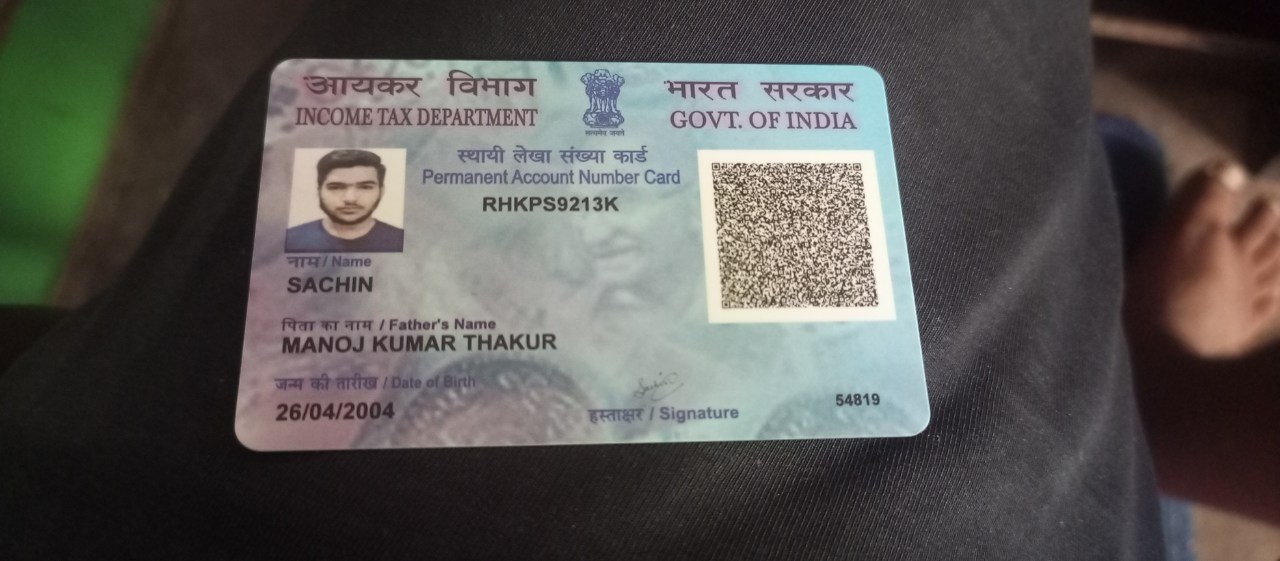 आयकर विभाग
INCOME TAX DEPARTMENT
सत्यमेव जयते
भारत सरकार
GOVT. OF INDIA
स्थायी लेखा संख्या कार्ड
Permanent Account Number Card
RHKPS9213K
नाम / Name
SACHIN
पिता का नाम / Father's Name
MANOJ KUMAR THAKUR
जन्म की तारीख / Date of Birth
26/04/2004
Sachin
हस्ताक्षर / Signature
54819